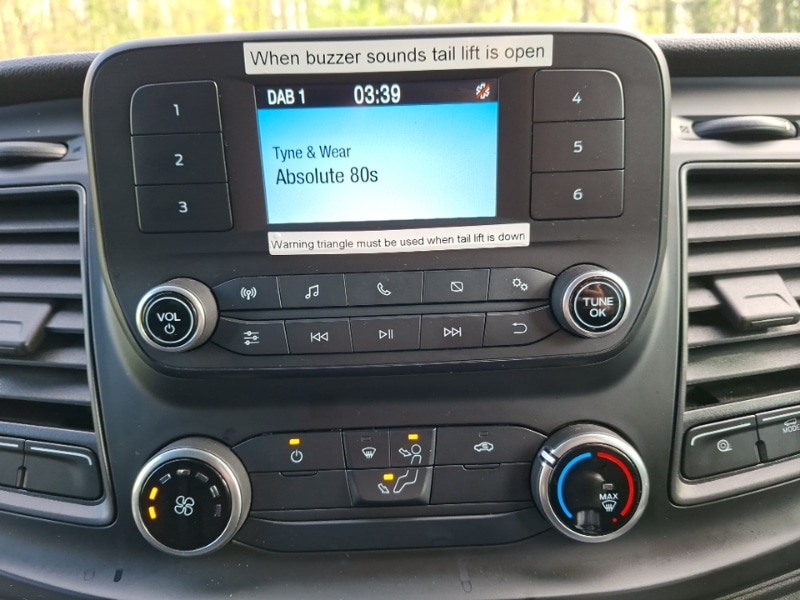 When buzzer sounds tail lift is open
DAB 1 03:39
1
4
Tyne & Wear
Absolute 80s
2
5
3
6
Warning triangle must be used when tail lift is down
VOL
TUNE
OK
MODE
MAX